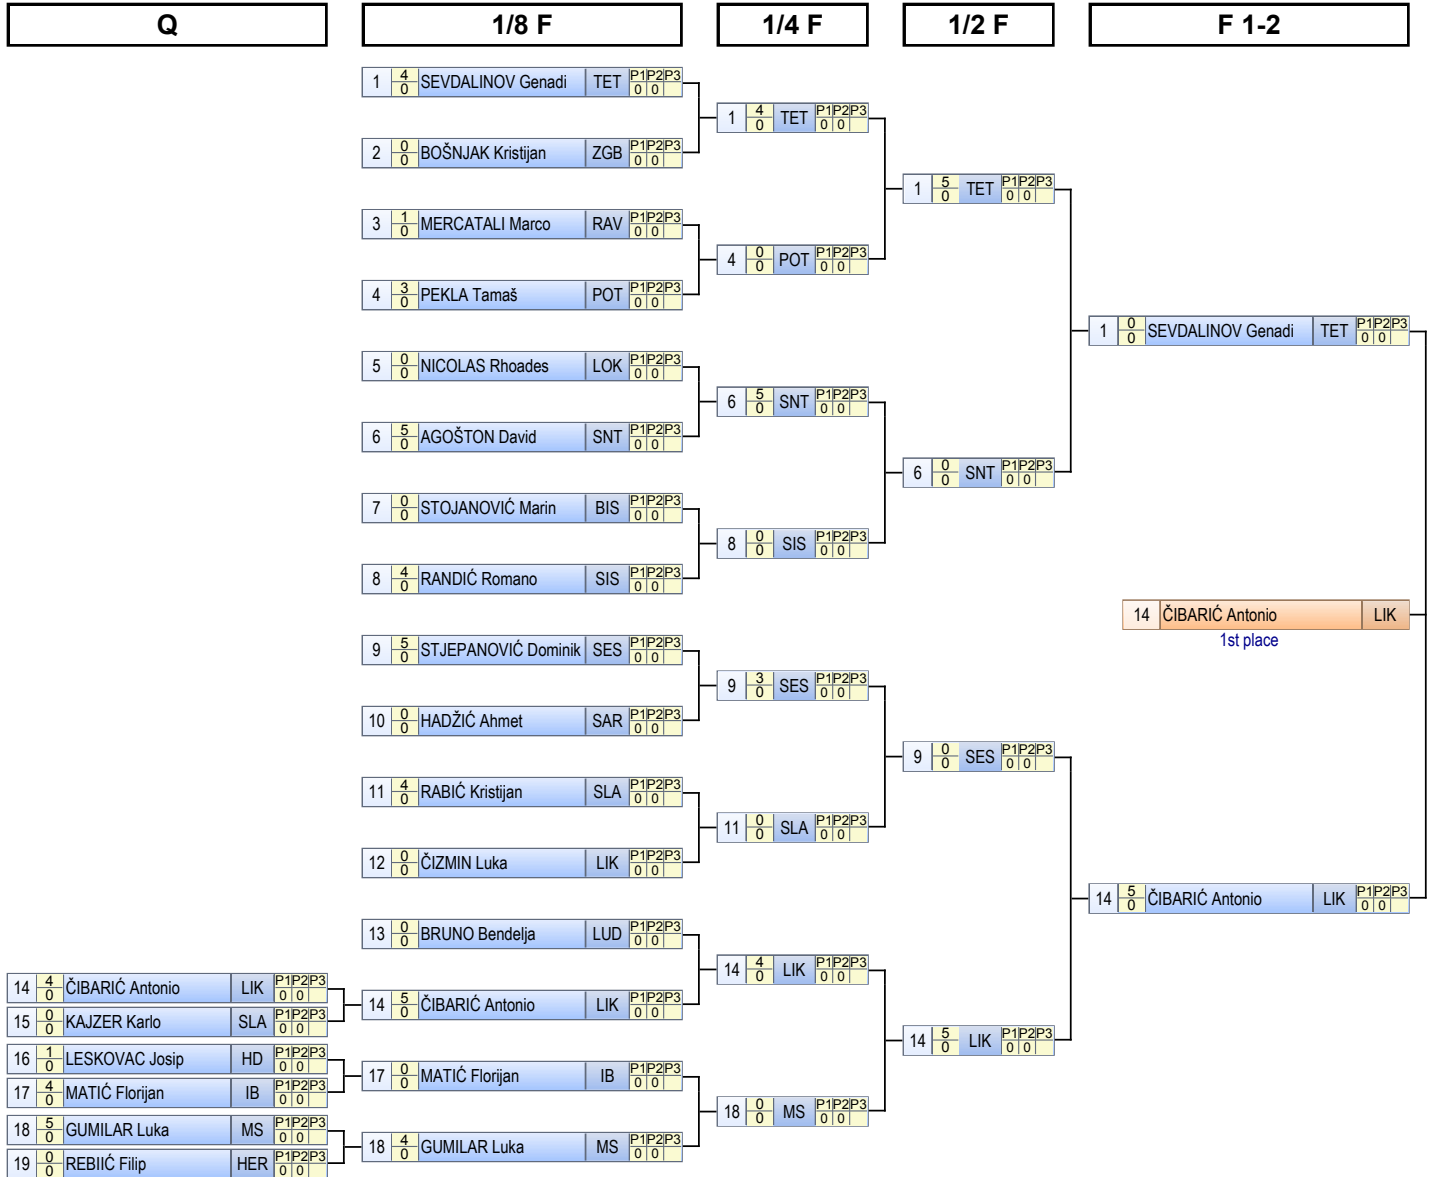 Q 1/8 F 1/4 F 1/2 F F 1-2
1 4 0 SEVDALINOV Genadi TET P1 P2 P3 0 0
2 0 0 BOŠNJAK Kristijan ZGB P1 P2 P3 0 0
3 1 0 MERCATALI Marco RAV P1 P2 P3 0 0
4 3 0 PEKLA Tamaš POT P1 P2 P3 0 0
5 0 0 NICOLAS Rhoades LOK P1 P2 P3 0 0
6 5 0 AGOŠTON David SNT P1 P2 P3 0 0
7 0 0 STOJANOVIĆ Marin BIS P1 P2 P3 0 0
8 4 0 RANDIĆ Romano SIS P1 P2 P3 0 0
9 5 0 STJEPANOVIĆ Dominik SES P1 P2 P3 0 0
10 0 0 HADŽIĆ Ahmet SAR P1 P2 P3 0 0
11 4 0 RABIĆ Kristijan SLA P1 P2 P3 0 0
12 0 0 ČIZMIN Luka LIK P1 P2 P3 0 0
13 0 0 BRUNO Bendelja LUD P1 P2 P3 0 0
14 4 0 ČIBARIĆ Antonio LIK P1 P2 P3 0 0
15 0 0 KAJZER Karlo SLA P1 P2 P3 0 0
14 5 0 ČIBARIĆ Antonio LIK P1 P2 P3 0 0
16 1 0 LESKOVAC Josip HD P1 P2 P3 0 0
17 4 0 MATIĆ Florijan IB P1 P2 P3 0 0
17 0 0 MATIĆ Florijan IB P1 P2 P3 0 0
18 5 0 GUMILAR Luka MS P1 P2 P3 0 0
19 0 0 REBIIĆ Filip HER P1 P2 P3 0 0
18 4 0 GUMILAR Luka MS P1 P2 P3 0 0
1 4 0 TET P1 P2 P3 0 0
4 0 0 POT P1 P2 P3 0 0
6 5 0 SNT P1 P2 P3 0 0
8 0 0 SIS P1 P2 P3 0 0
9 3 0 SES P1 P2 P3 0 0
11 0 0 SLA P1 P2 P3 0 0
14 4 0 LIK P1 P2 P3 0 0
18 0 0 MS P1 P2 P3 0 0
1 5 0 TET P1 P2 P3 0 0
6 0 0 SNT P1 P2 P3 0 0
9 0 0 SES P1 P2 P3 0 0
14 5 0 LIK P1 P2 P3 0 0
1 0 0 SEVDALINOV Genadi TET P1 P2 P3 0 0
14 ČIBARIĆ Antonio LIK
1st place
14 5 0 ČIBARIĆ Antonio LIK P1 P2 P3 0 0